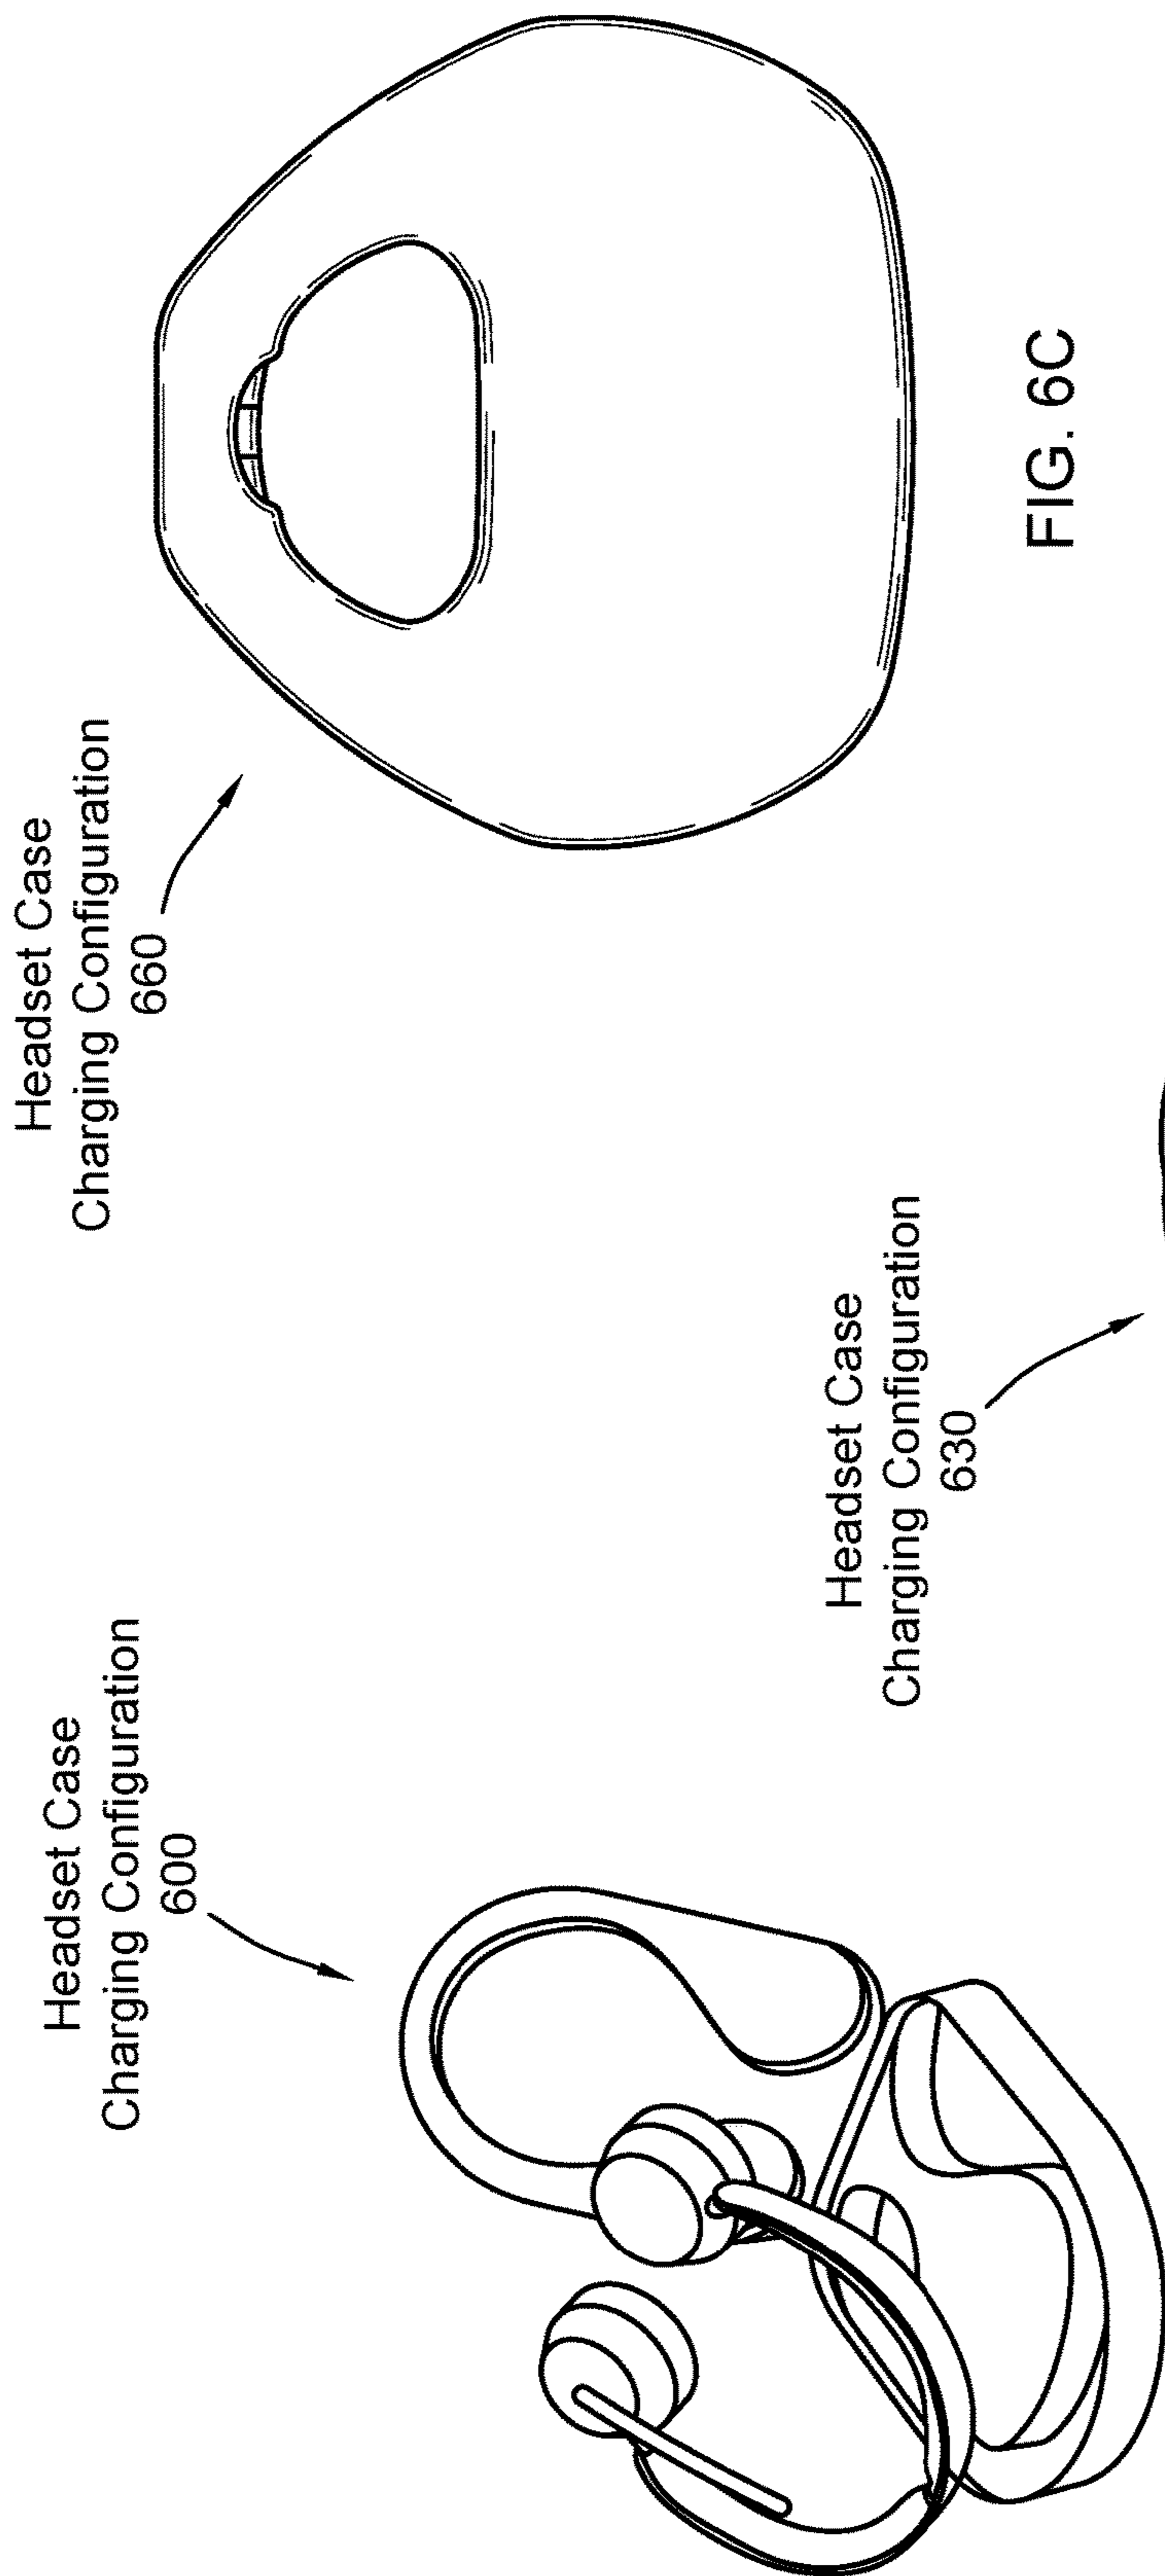 Headset Case
Charging Configuration
600
Headset Case
Charging Configuration
660
FIG. 6C
Headset Case
Charging Configuration
630